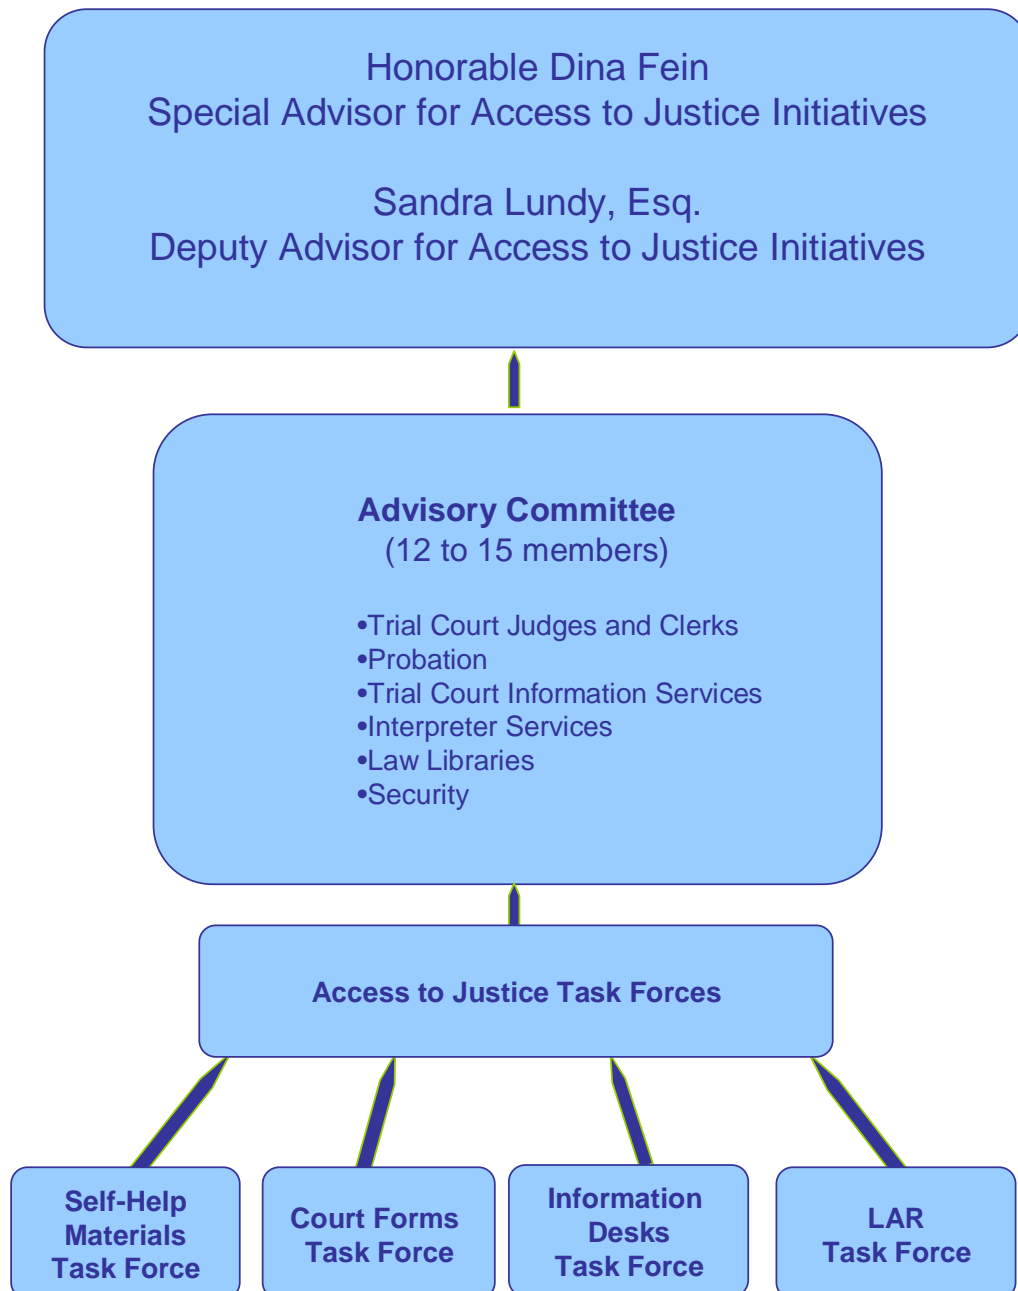 Honorable Dina Fein
Special Advisor for Access to Justice Initiatives
Sandra Lundy, Esq.
Deputy Advisor for Access to Justice Initiatives
Advisory Committee
(12 to 15 members)
•Trial Court Judges and Clerks
•Probation
•Trial Court Information Services
•Interpreter Services
•Law Libraries
•Security
Access to Justice Task Forces
Self-Help
Materials
Task Force
Court Forms
Task Force
Information
Desks
Task Force
LAR
Task Force